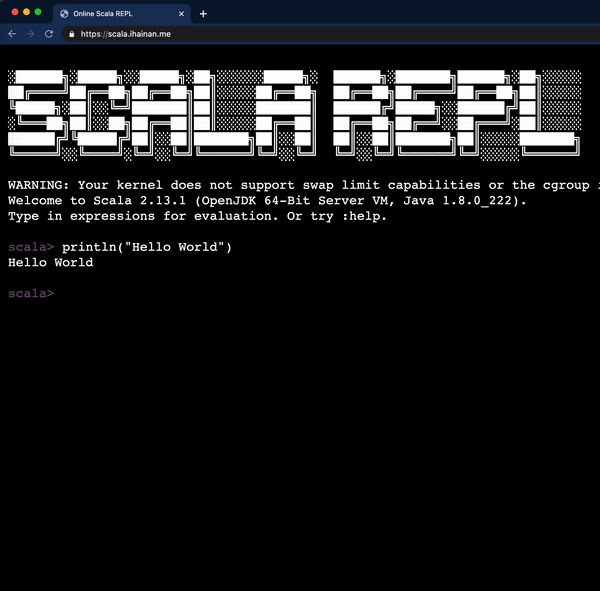 Online Scala REPL
https://scala.ihainan.me
SCALA REPL
WARNING: Your kernel does not support swap limit capabilities or the cgroup
Welcome to Scala 2.13.1 (OpenJDK 64-Bit Server VM, Java 1.8.0_222).
Type in expressions for evaluation. Or try :help.
scala> println("Hello World")
Hello World
scala>